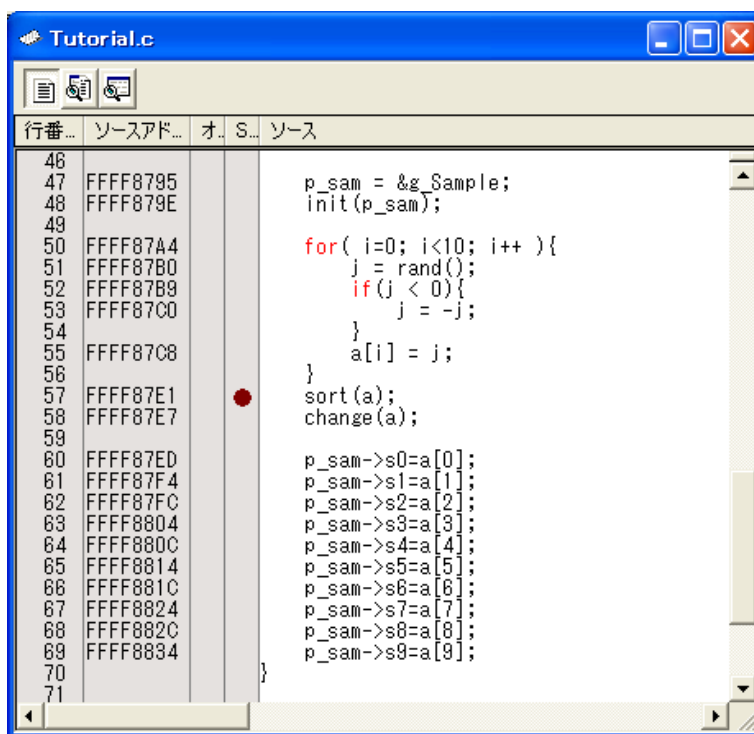 Tutorial.c
行番... ソースアド... オ.. S... ソース
46
47 FFFF8795 p_sam = &g_Sample;
48 FFFF879E init(p_sam);
49
50 FFFF87A4 for( i=0; i<10; i++ ){
51 FFFF87B0 j = rand();
52 FFFF87B9 if(j < 0){
53 FFFF87C0 j = -j;
54 }
55 FFFF87C8 a[i] = j;
56 }
57 FFFF87E1 sort(a);
58 FFFF87E7 change(a);
59
60 FFFF87ED p_sam->s0=a[0];
61 FFFF87F4 p_sam->s1=a[1];
62 FFFF87FC p_sam->s2=a[2];
63 FFFF8804 p_sam->s3=a[3];
64 FFFF880C p_sam->s4=a[4];
65 FFFF8814 p_sam->s5=a[5];
66 FFFF881C p_sam->s6=a[6];
67 FFFF8824 p_sam->s7=a[7];
68 FFFF882C p_sam->s8=a[8];
69 FFFF8834 p_sam->s9=a[9];
70 }
71